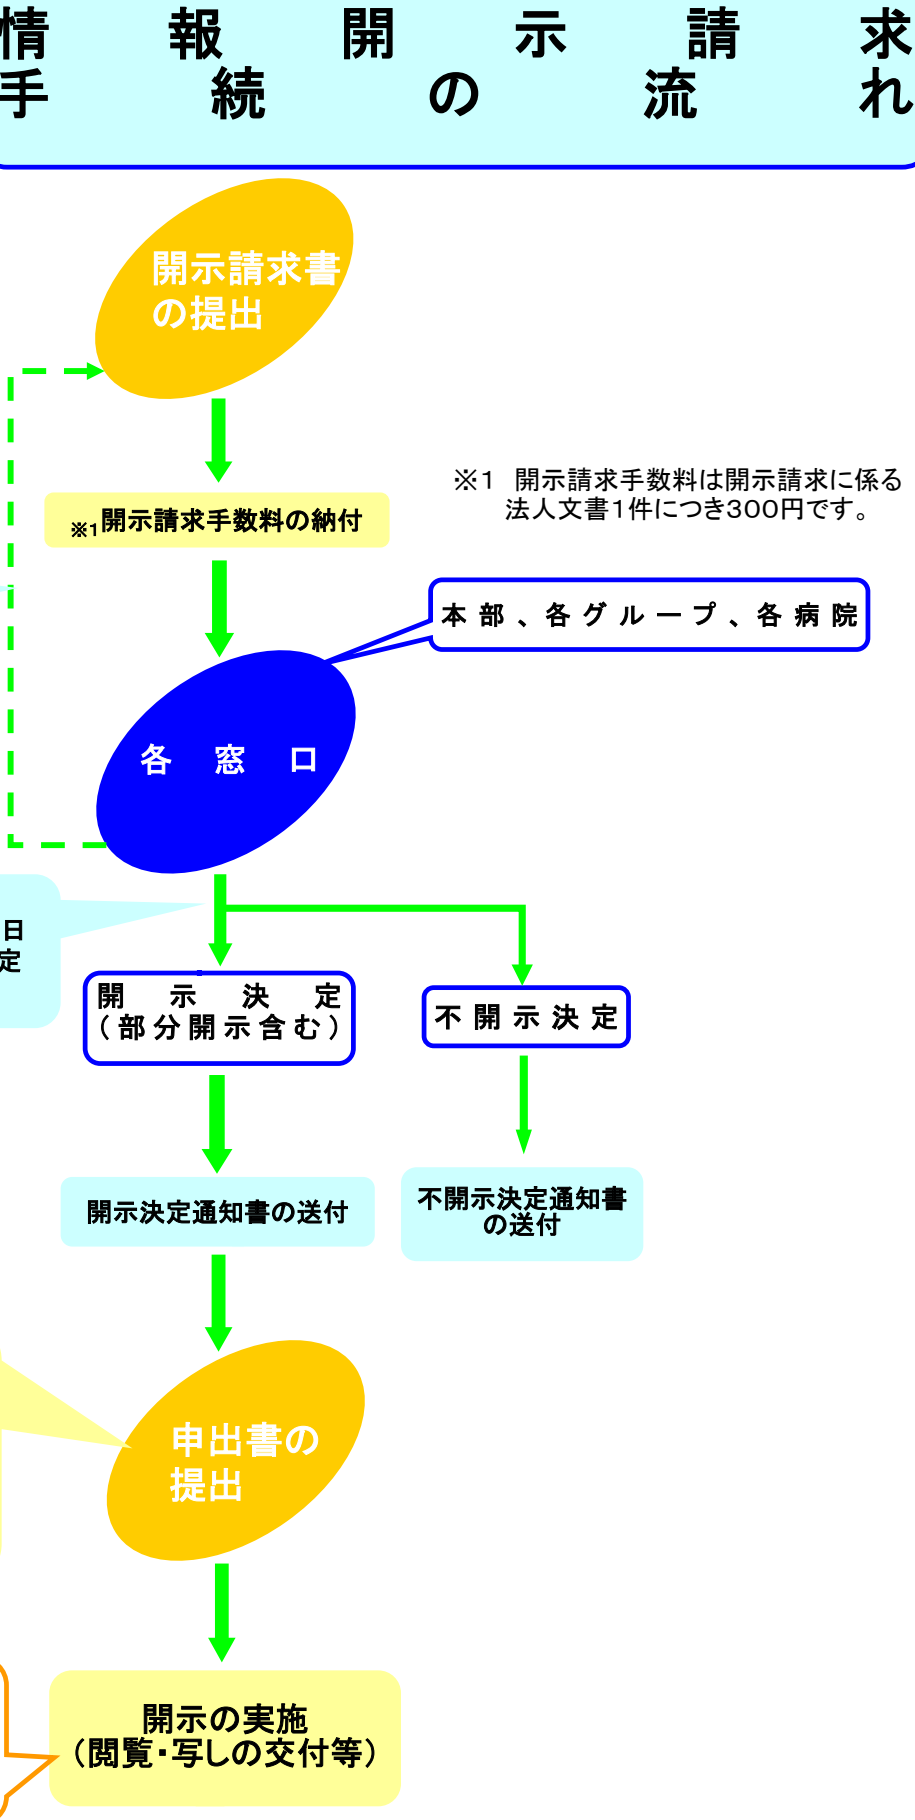 情報開示請求
手続の流れ
開示請求書
の提出
※1 開示請求手数料は開示請求に係る
法人文書1件につき300円です。
※1開示請求手数料の納付
本部、各グループ、各病院
各窓口
日
定
開示決定
(部分開示含む)
不開示決定
開示決定通知書の送付
不開示決定通知書
の送付
申出書の
提出
開示の実施
(閲覧・写しの交付等)